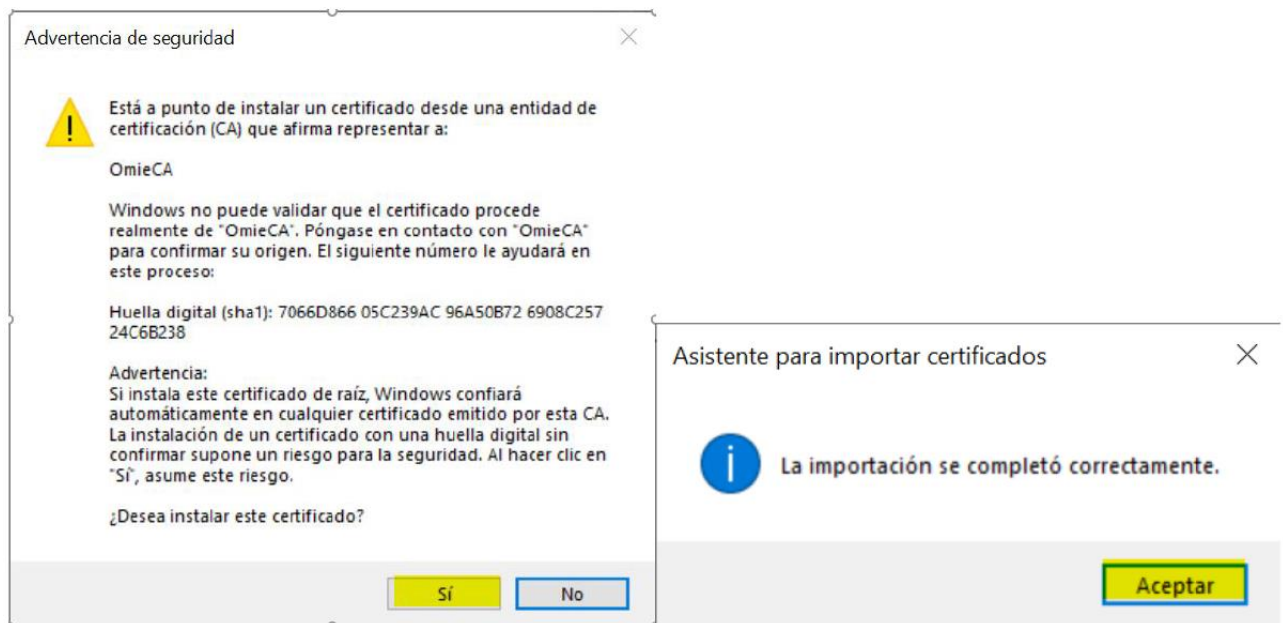 Advertencia de seguridad
Está a punto de instalar un certificado desde una entidad de
certificación (CA) que afirma representar a:
OmieCA
Windows no puede validar que el certificado procede
realmente de "OmieCA". Póngase en contacto con "OmieCA"
para confirmar su origen. El siguiente número le ayudará en
este proceso:
Huella digital (sha1): 7066D866 05C239AC 96A50B72 6908C257
24C6B238
Advertencia:
Si instala este certificado de raíz, Windows confiará
automáticamente en cualquier certificado emitido por esta CA.
La instalación de un certificado con una huella digital sin
confirmar supone un riesgo para la seguridad. Al hacer clic en
"Sí", asume este riesgo.
¿Desea instalar este certificado?
Sí
No
Asistente para importar certificados
La importación se completó correctamente.
Aceptar